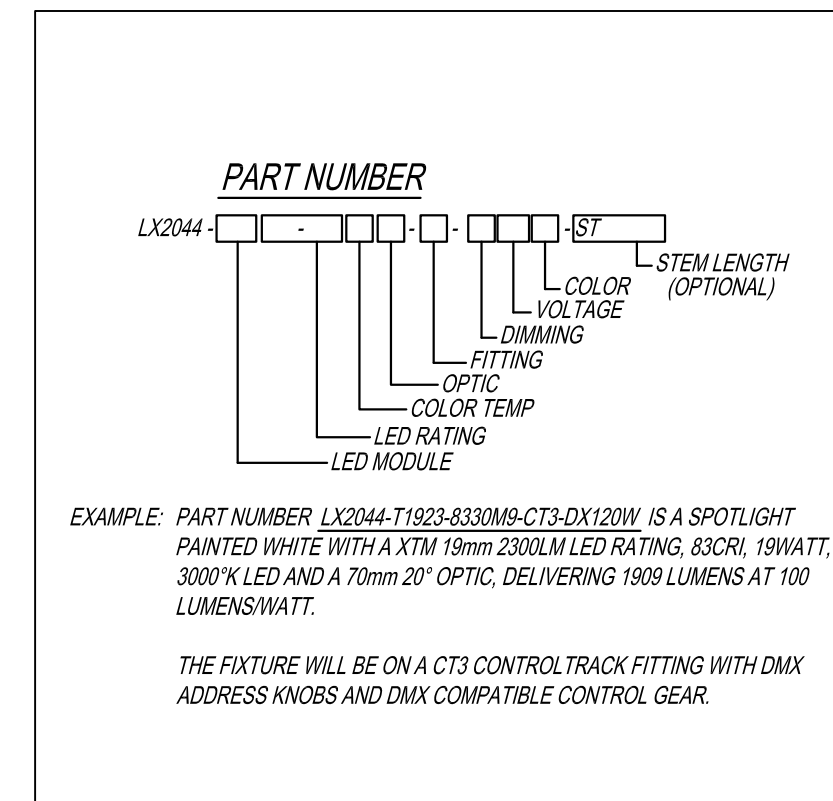 PART NUMBER
LX2044 - - - - - ST
STEM LENGTH
(OPTIONAL)
COLOR
VOLTAGE
DIMMING
FITTING
OPTIC
COLOR TEMP
LED RATING
LED MODULE
EXAMPLE: PART NUMBER LX2044-T1923-8330M9-CT3-DX120W IS A SPOTLIGHT
PAINTED WHITE WITH A XTM 19mm 2300LM LED RATING, 83CRI, 19WATT,
3000°K LED AND A 70mm 20° OPTIC, DELIVERING 1909 LUMENS AT 100
LUMENS/WATT.
THE FIXTURE WILL BE ON A CT3 CONTROLTRACK FITTING WITH DMX
ADDRESS KNOBS AND DMX COMPATIBLE CONTROL GEAR.